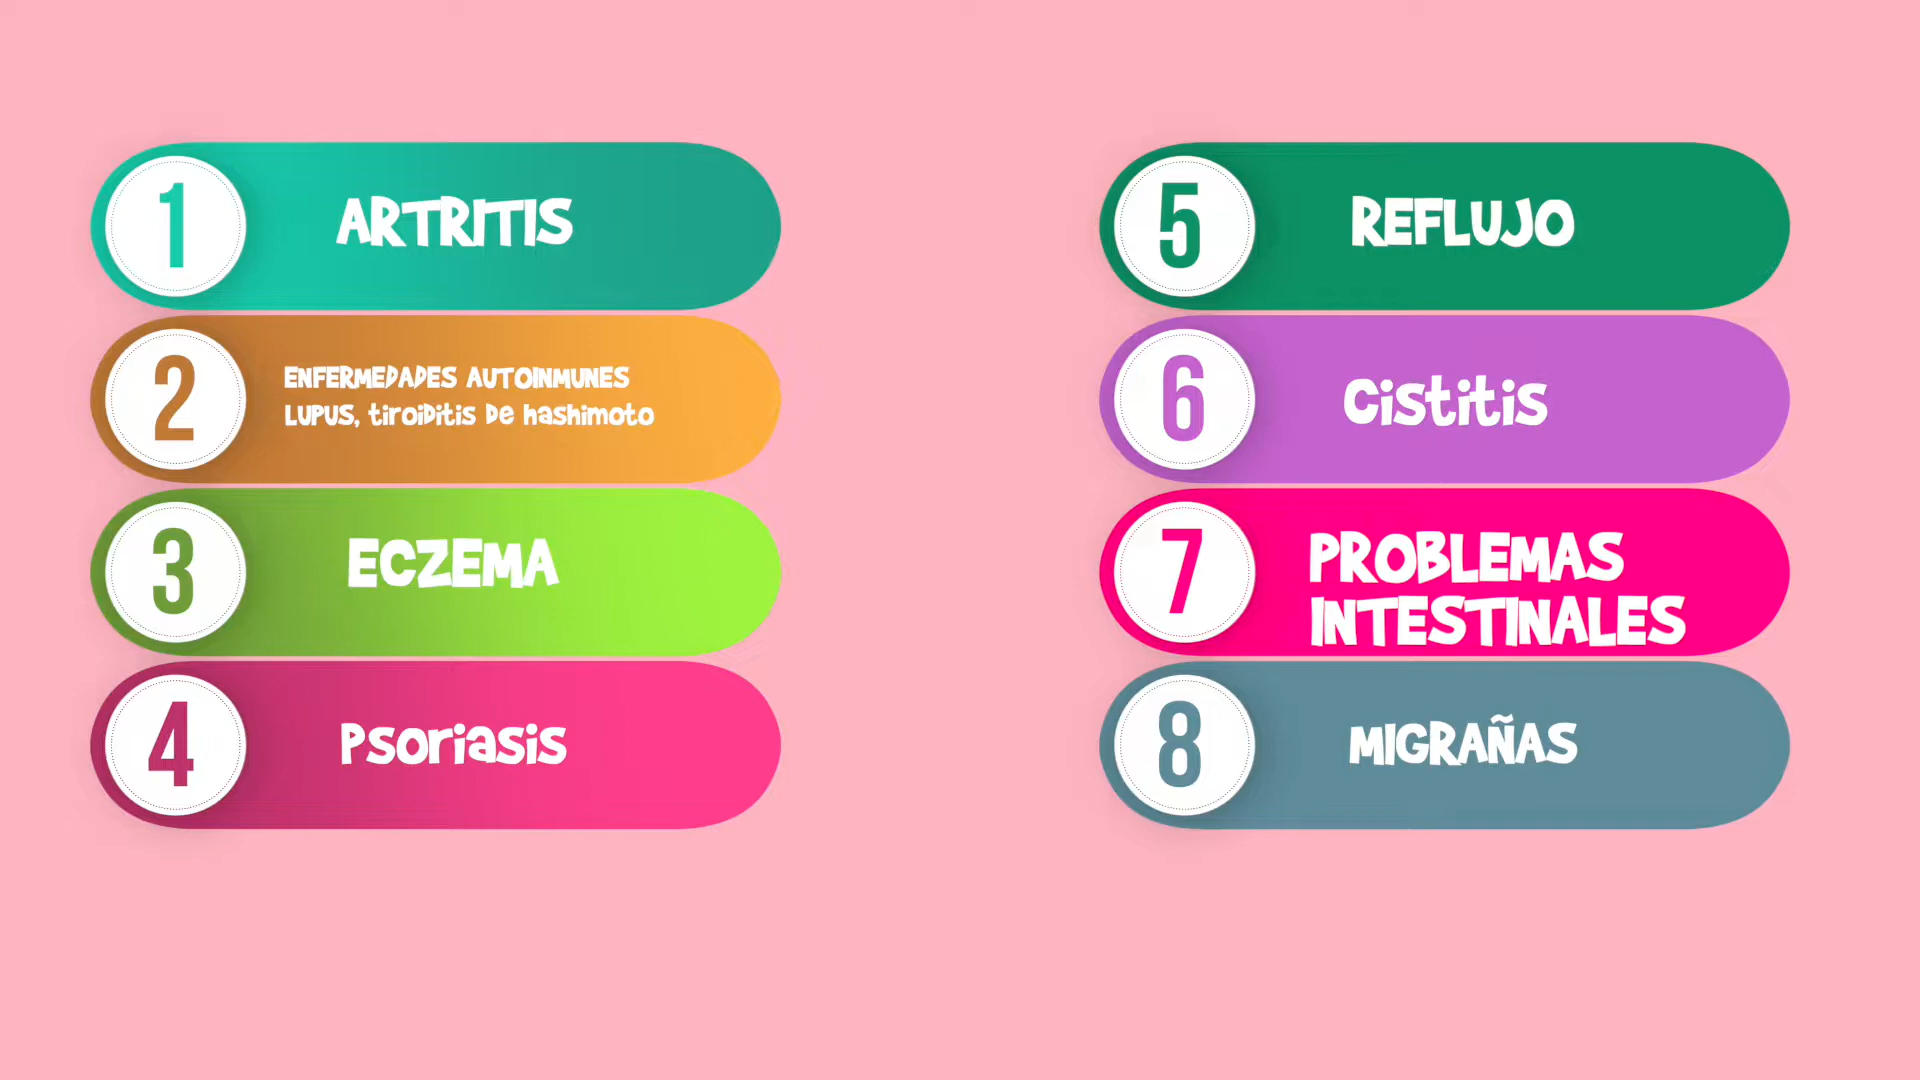 1
ARTRITIS
2
ENFERMEDADES AUTOINMUNES
LUPUS, tiroiditis de hashimoto
3
ECZEMA
4
Psoriasis
5
REFLUJO
6
Cistitis
7
PROBLEMAS
INTESTINALES
8
MIGRAÑAS